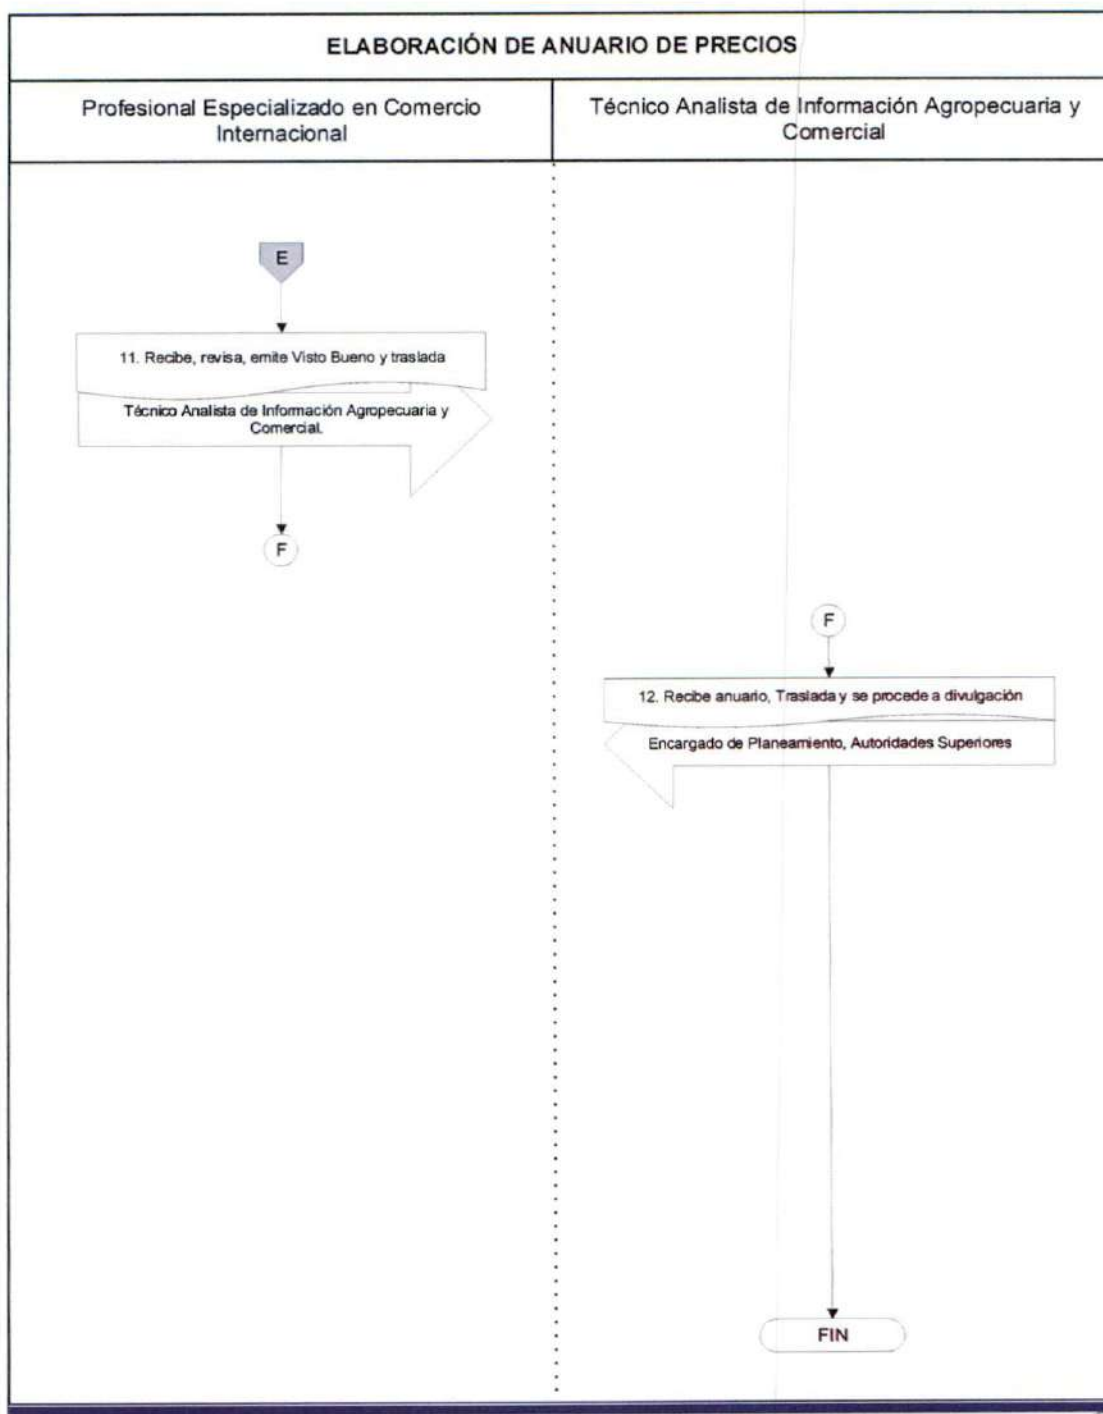 ELABORACIÓN DE ANUARIO DE PRECIOS
Profesional Especializado en Comercio
Internacional
Técnico Analista de Información Agropecuaria y
Comercial
E
11. Recibe, revisa, emite Visto Bueno y traslada
Técnico Analista de Información Agropecuaria y
Comercial.
F
F
12. Recibe anuario, Traslada y se procede a divulgación
Encargado de Planeamiento, Autoridades Superiores
FIN